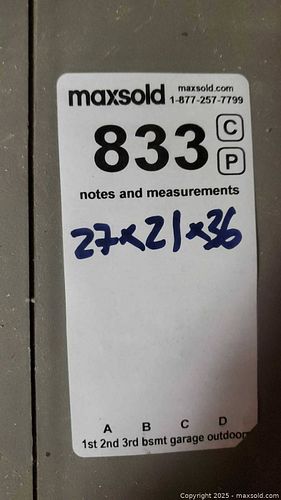 maxsold maxsold.com
1-877-257-7799
833 C
P
notes and measurements
27x21x36
A B C D
1st 2nd 3rd bsmt garage outdoor
Copyright 2025 - maxsold.com